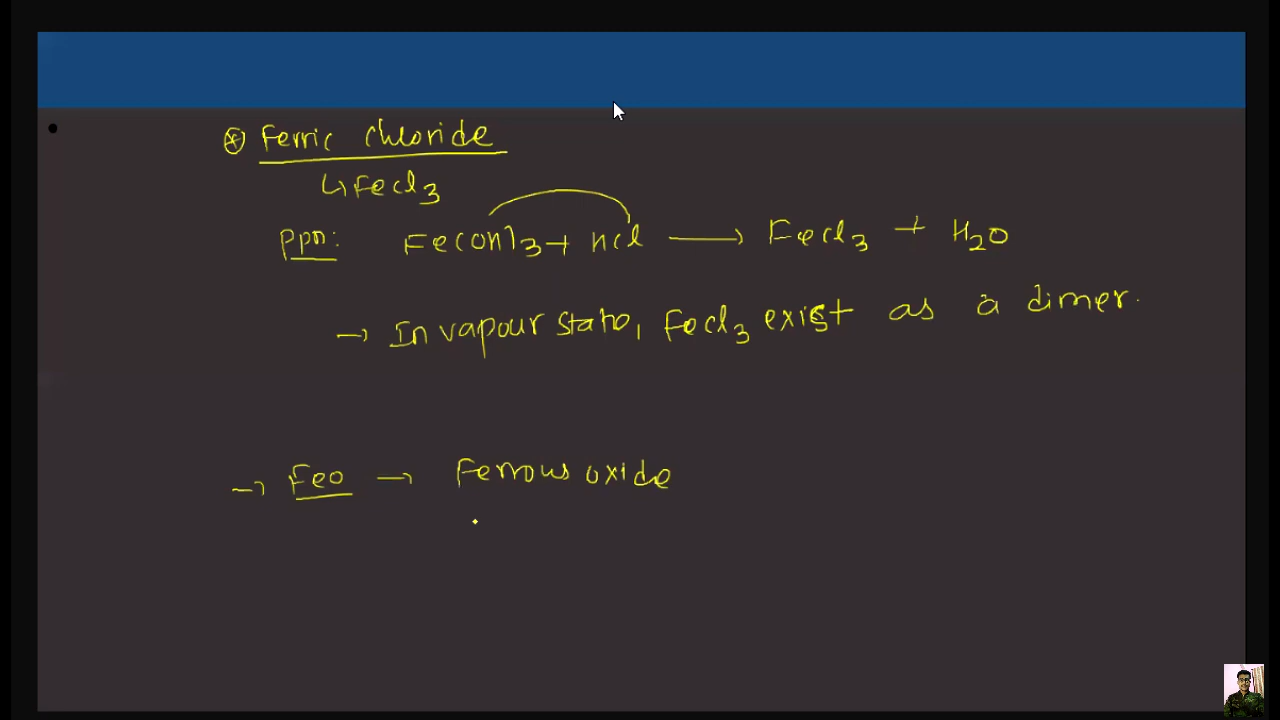 Ferric chloride
↳ FeCl3
Ppn: Fe(OH)3 + HCl → FeCl3 + H2O
→ In vapour state, FeCl3 exist as a dimer.
→ FeO → Ferrous oxide